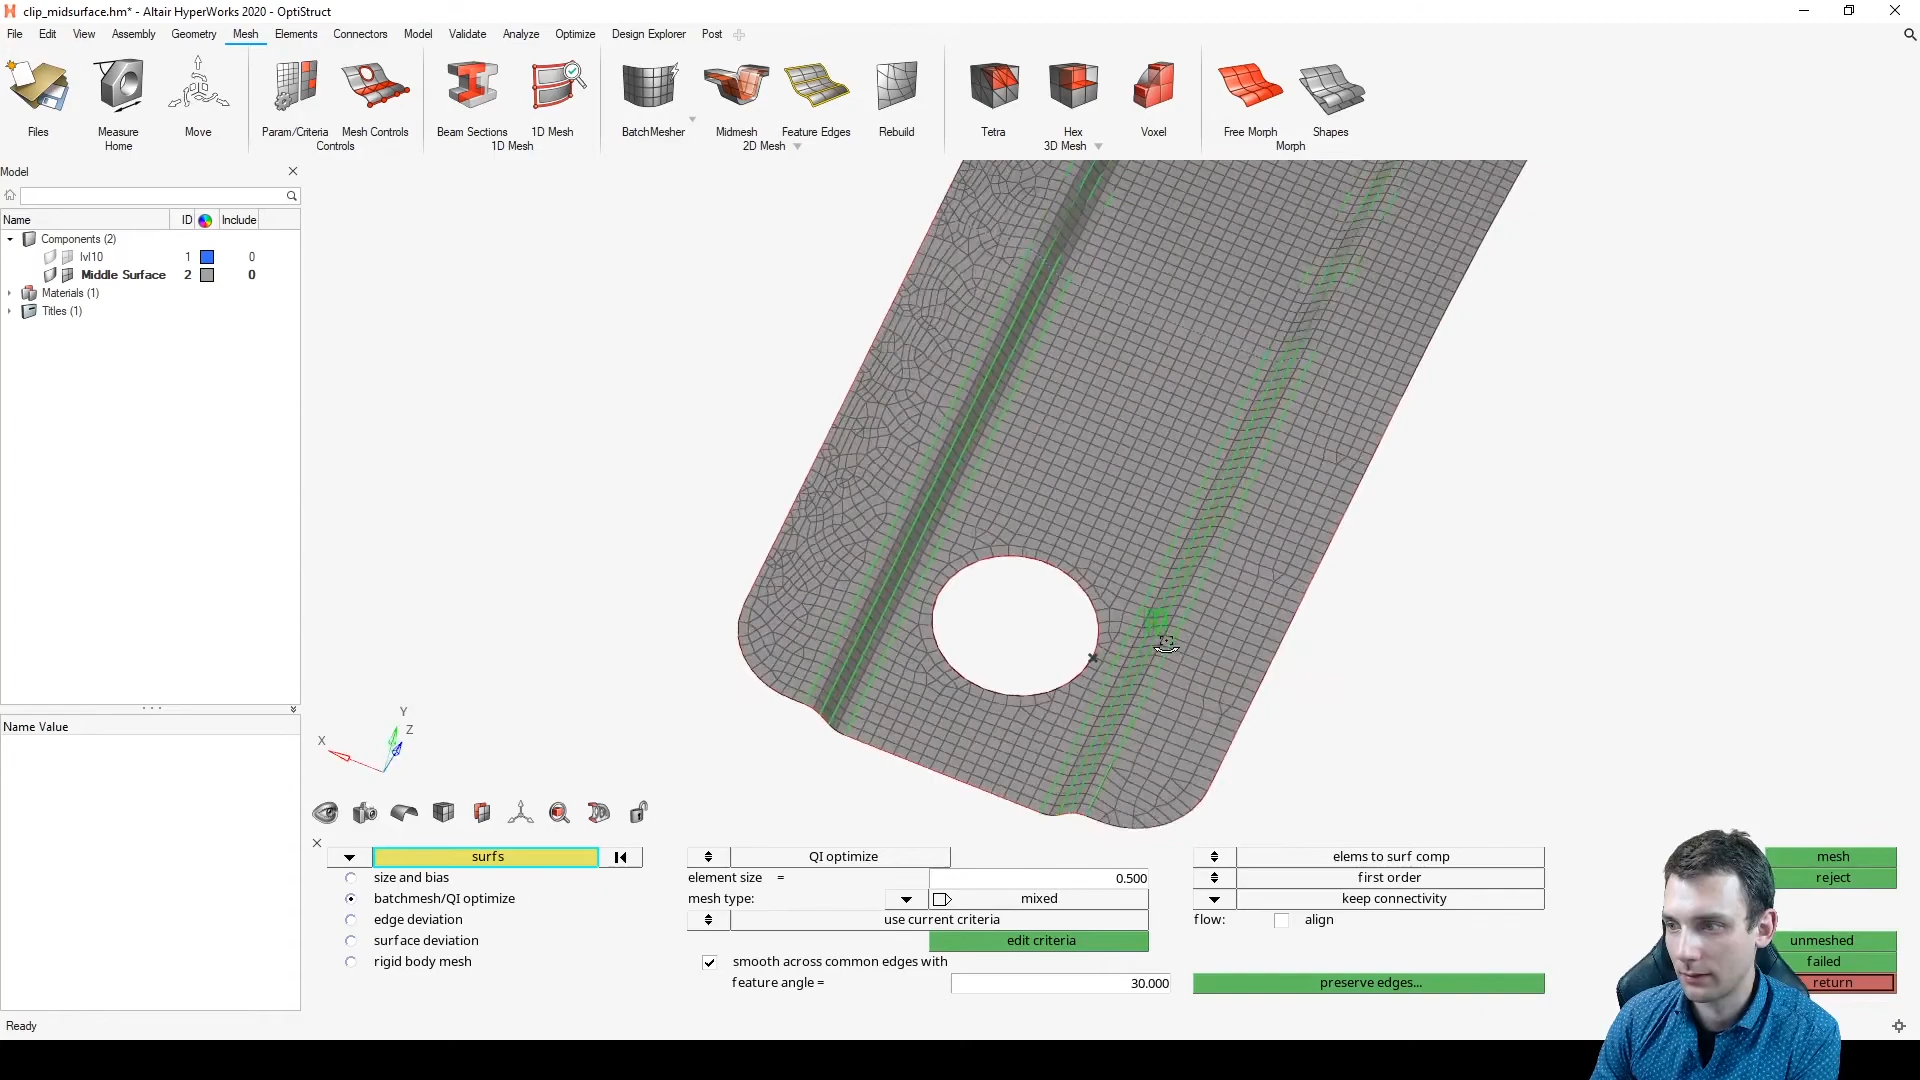 clip_midsurface.hm* - Altair HyperWorks 2020 - OptiStruct
File Edit View Assembly Geometry Mesh Elements Connectors Model Validate Analyze Optimize Design Explorer Post
Files Measure Move Param/Criteria Mesh Controls Beam Sections 1D Mesh BatchMesher Midmesh Feature Edges Rebuild Tetra Hex Voxel Free Morph Shapes
Home Controls 1D Mesh 2D Mesh 3D Mesh Morph
Model
Name ID Include
Components (2)
lvl10 1 0
Middle Surface 2 0
Materials (1)
Titles (1)
Name Value
X Y Z
surfs QI optimize elems to surf comp mesh
size and bias element size = 0.500 first order reject
batchmesh/QI optimize mesh type: mixed keep connectivity
edge deviation use current criteria flow: align
surface deviation edit criteria unmeshed
rigid body mesh smooth across common edges with failed
feature angle = 30.000 preserve edges... return
Ready